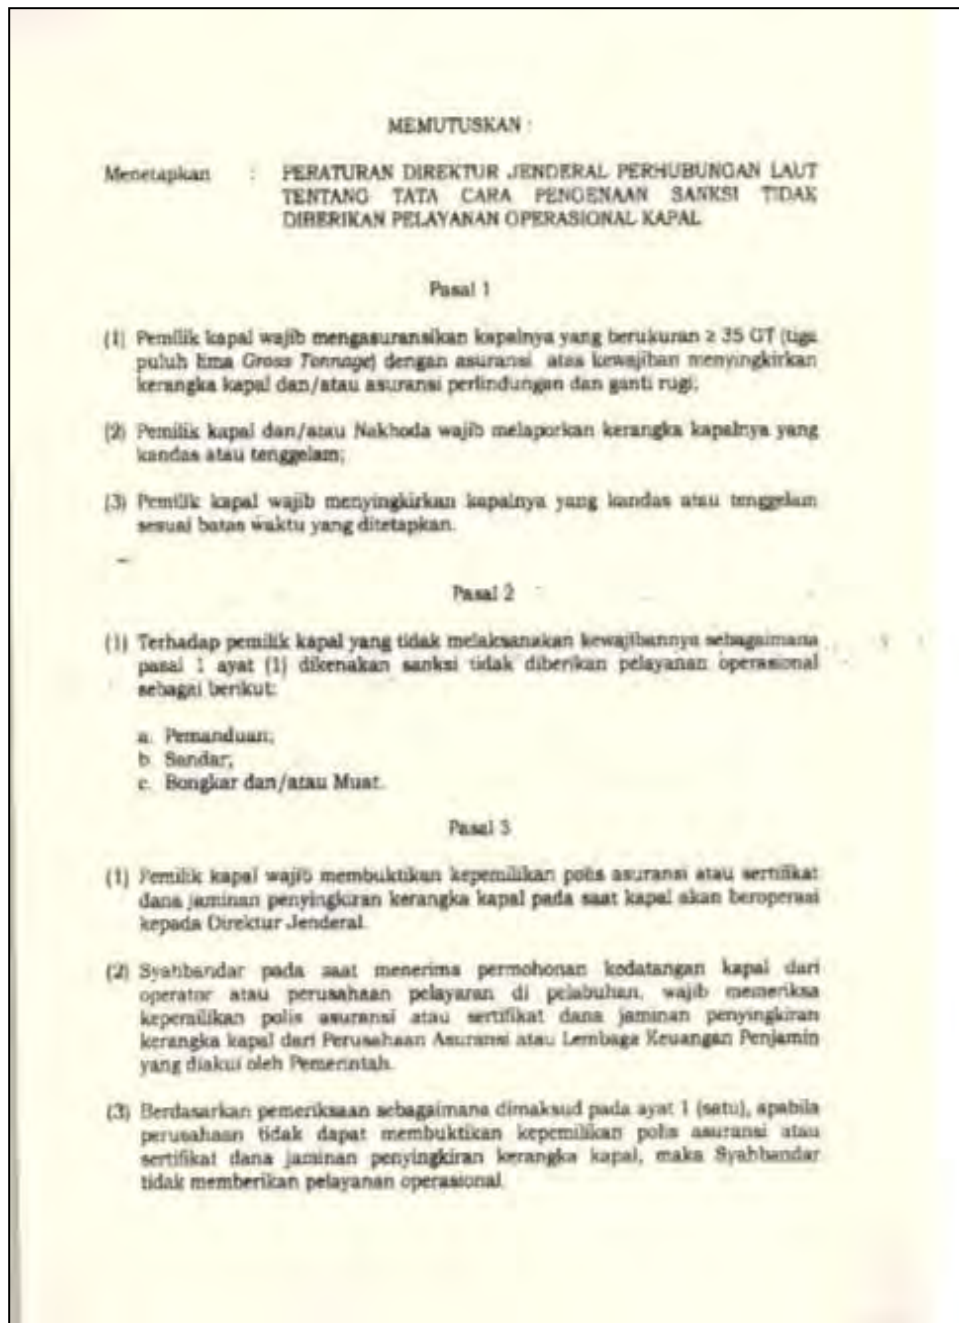 MEMUTUSKAN :
Menetapkan : PERATURAN DIREKTUR JENDERAL PERHUBUNGAN LAUT
TENTANG TATA CARA PENGENAAN SANKSI TIDAK
DIBERIKAN PELAYANAN OPERASIONAL KAPAL
Pasal 1
(1) Pemilik kapal wajib mengasuransikan kapalnya yang berukuran ≥ 35 GT (tiga
puluh lima Gross Tonnage) dengan asuransi atas kewajiban menyingkirkan
kerangka kapal dan/atau asuransi perlindungan dan ganti rugi;
(2) Pemilik kapal dan/atau Nakhoda wajib melaporkan kerangka kapalnya yang
kandas atau tenggelam;
(3) Pemilik kapal wajib menyingkirkan kapalnya yang kandas atau tenggelam
sesuai batas waktu yang ditetapkan.
Pasal 2
(1) Terhadap pemilik kapal yang tidak melaksanakan kewajibannya sebagaimana
pasal 1 ayat (1) dikenakan sanksi tidak diberikan pelayanan operasional
sebagai berikut:
a. Pemanduan;
b. Sandar;
c. Bongkar dan/atau Muat.
Pasal 3
(1) Pemilik kapal wajib membuktikan kepemilikan polis asuransi atau sertifikat
dana jaminan penyingkiran kerangka kapal pada saat kapal akan beroperasi
kepada Direktur Jenderal.
(2) Syahbandar pada saat menerima permohonan kedatangan kapal dari
operator atau perusahaan pelayaran di pelabuhan, wajib memeriksa
kepemilikan polis asuransi atau sertifikat dana jaminan penyingkiran
kerangka kapal dari Perusahaan Asuransi atau Lembaga Keuangan Penjamin
yang diakui oleh Pemerintah.
(3) Berdasarkan pemeriksaan sebagaimana dimaksud pada ayat 1 (satu), apabila
perusahaan tidak dapat membuktikan kepemilikan polis asuransi atau
sertifikat dana jaminan penyingkiran kerangka kapal, maka Syahbandar
tidak memberikan pelayanan operasional.